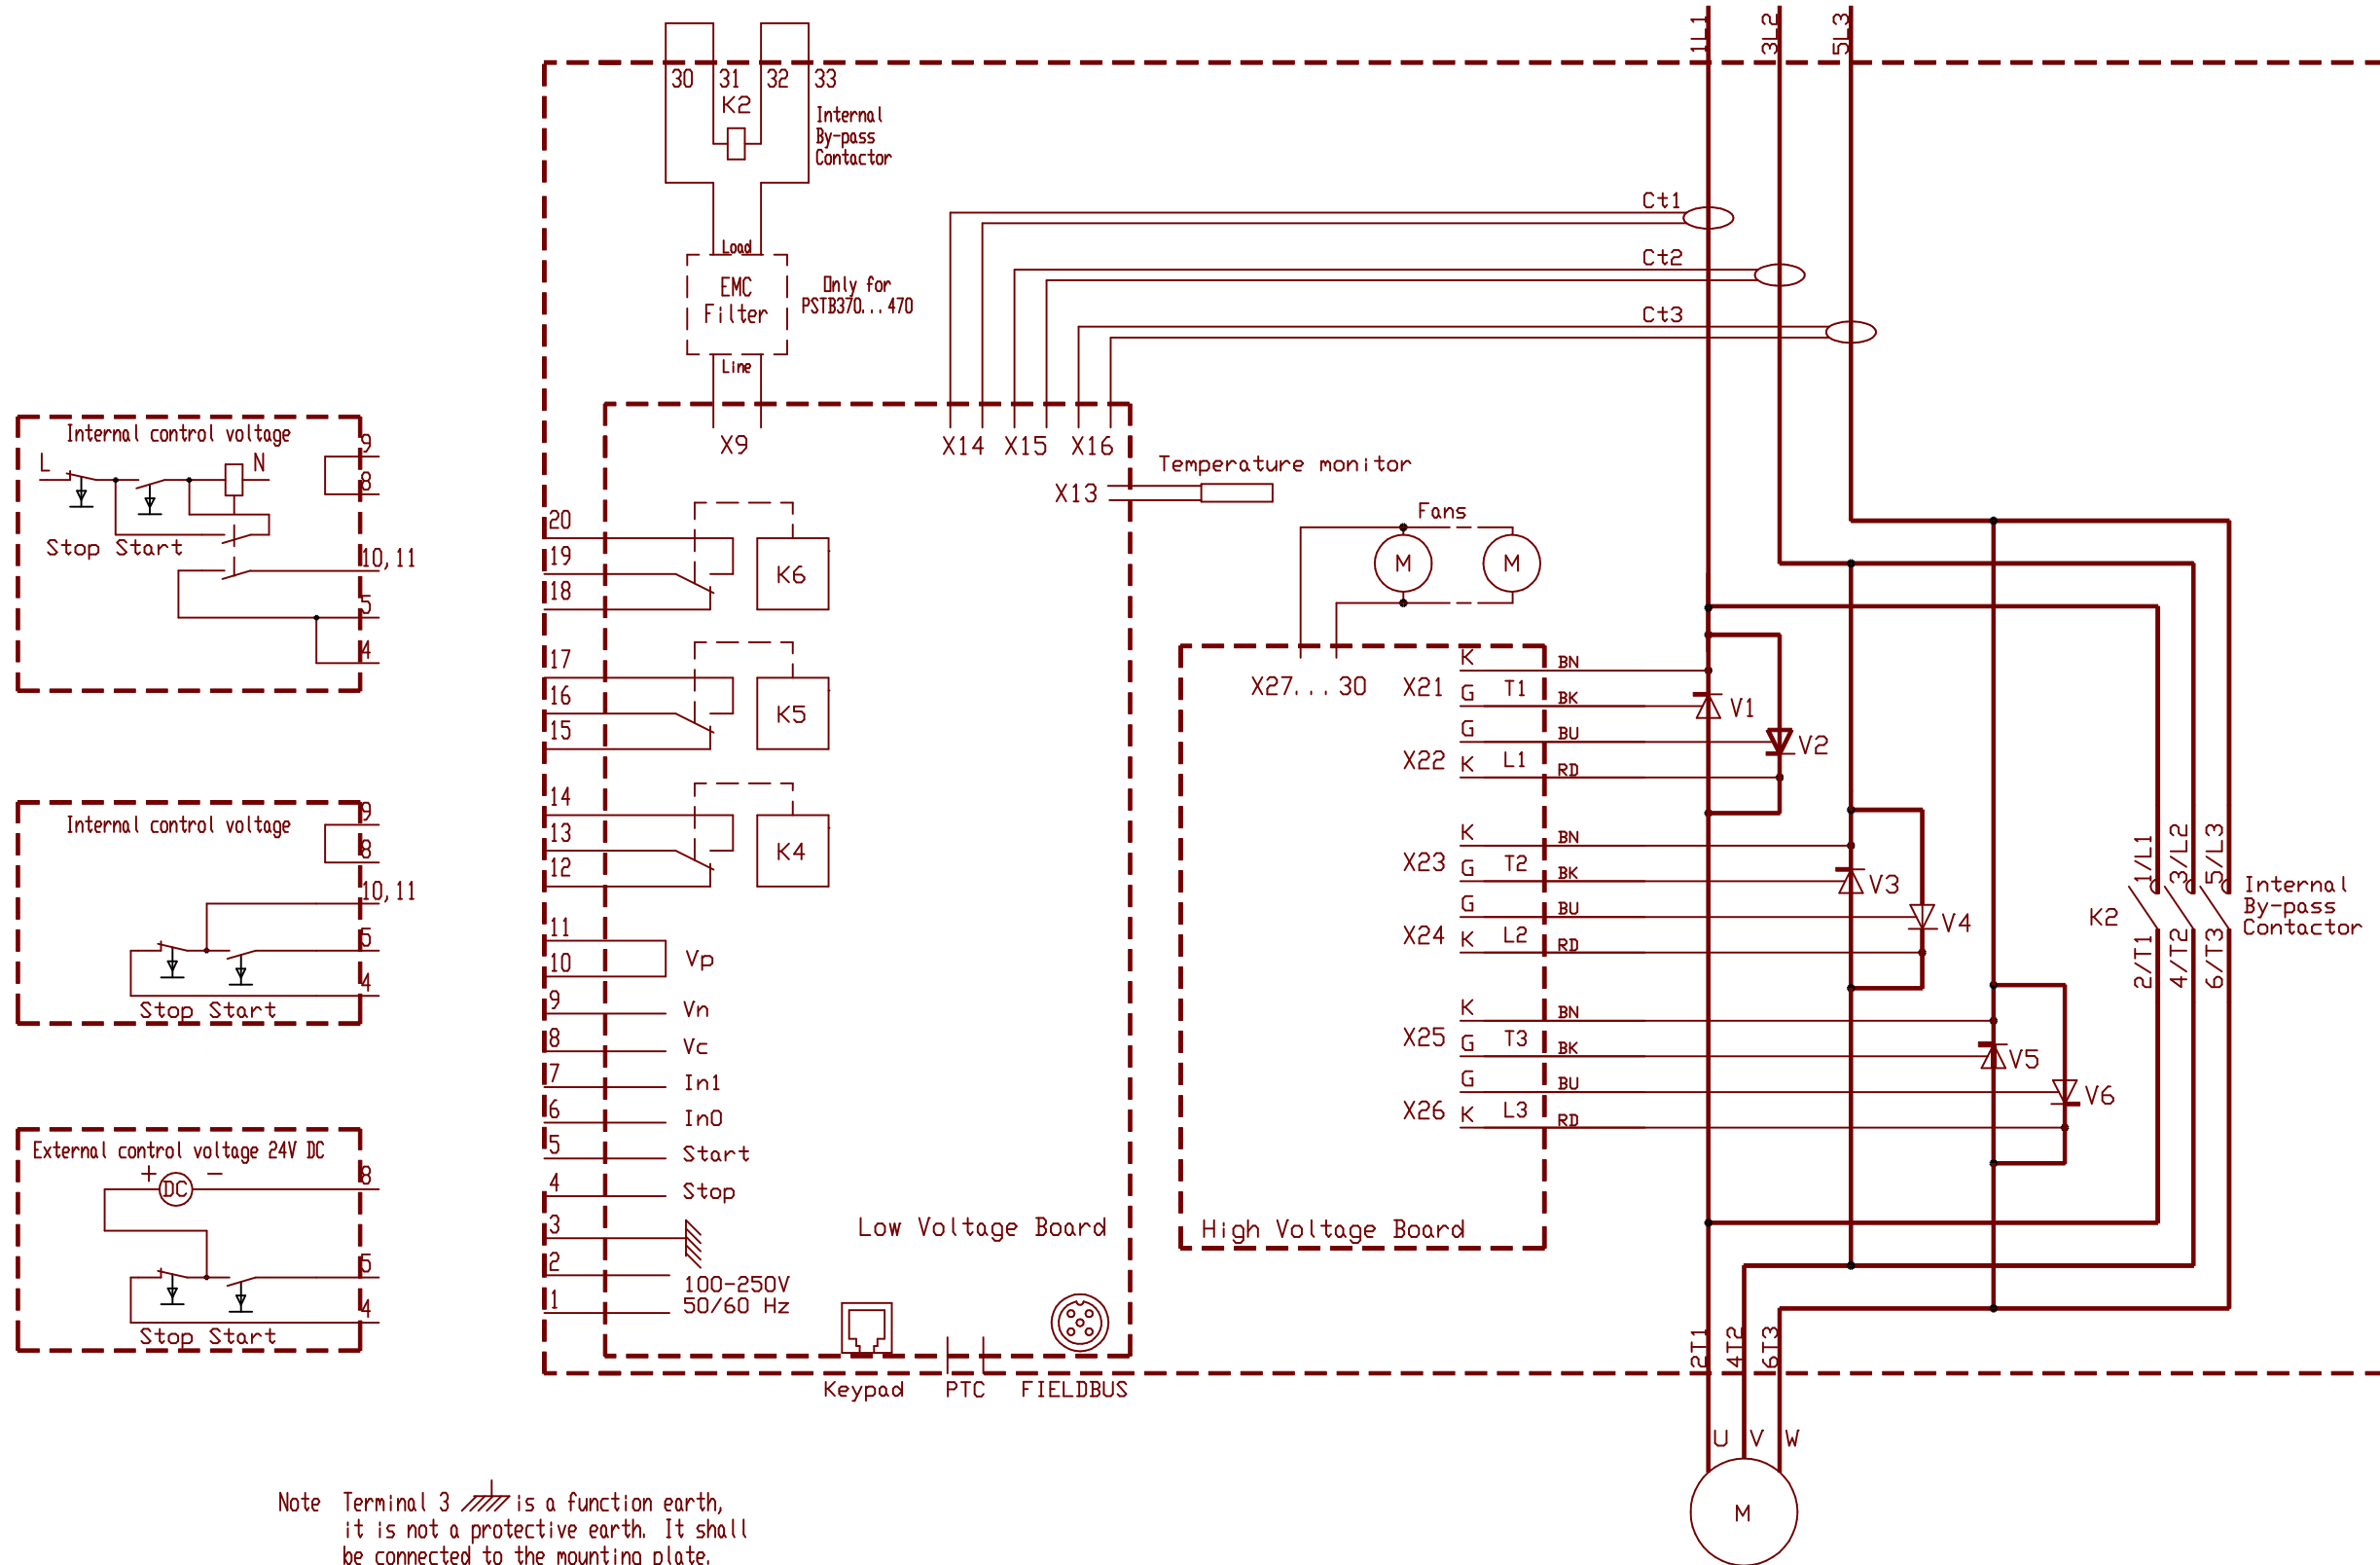 1L1
3L2
5L3
30
31
32
33
K2
Internal
By-pass
Contactor
Ct1
Ct2
Ct3
Load
EMC
Filter
Line
Only for
PSTB370...470
X9
X14
X15
X16
X13
Temperature monitor
Fans
M
M
Internal control voltage
L
N
Stop Start
9
8
10,11
5
4
Internal control voltage
9
8
10,11
5
4
Stop Start
External control voltage 24V DC
+
DC
-
8
5
4
Stop Start
20
19
18
K6
17
16
15
K5
14
13
12
K4
11
10
Vp
9
Vn
8
Vc
7
In1
6
In0
5
Start
4
Stop
3
2
1
100-250V
50/60 Hz
Low Voltage Board
Keypad
PTC
FIELDBUS
X27...30
X21
K
BN
G
T1
BK
V1
G
BU
V2
X22
K
L1
RD
K
BN
X23
G
T2
BK
V3
G
BU
V4
X24
K
L2
RD
K
BN
X25
G
T3
BK
V5
G
BU
V6
X26
K
L3
RD
High Voltage Board
1/L1
3/L2
5/L3
K2
2/T1
4/T2
6/T3
Internal
By-pass
Contactor
2T1
4T2
6T3
U
V
W
M
Note Terminal 3 is a function earth,
it is not a protective earth. It shall
be connected to the mounting plate.